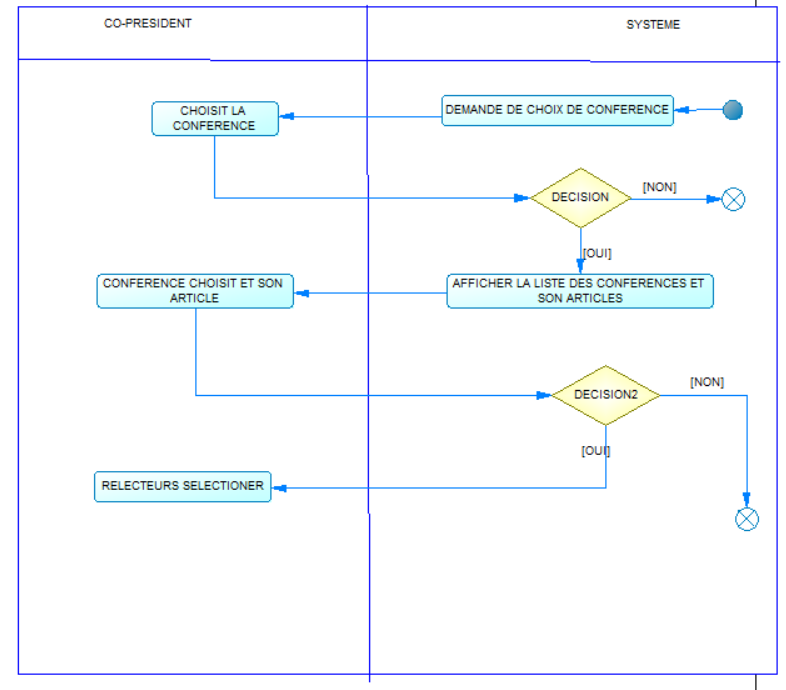 CO-PRESIDENT
SYSTEME
DEMANDE DE CHOIX DE CONFERENCE
CHOISIT LA
CONFERENCE
DECISION
[NON]
[OUI]
AFFICHER LA LISTE DES CONFERENCES ET
SON ARTICLES
CONFERENCE CHOISIT ET SON
ARTICLE
DECISION2
[NON]
[OUI]
RELECTEURS SELECTIONER